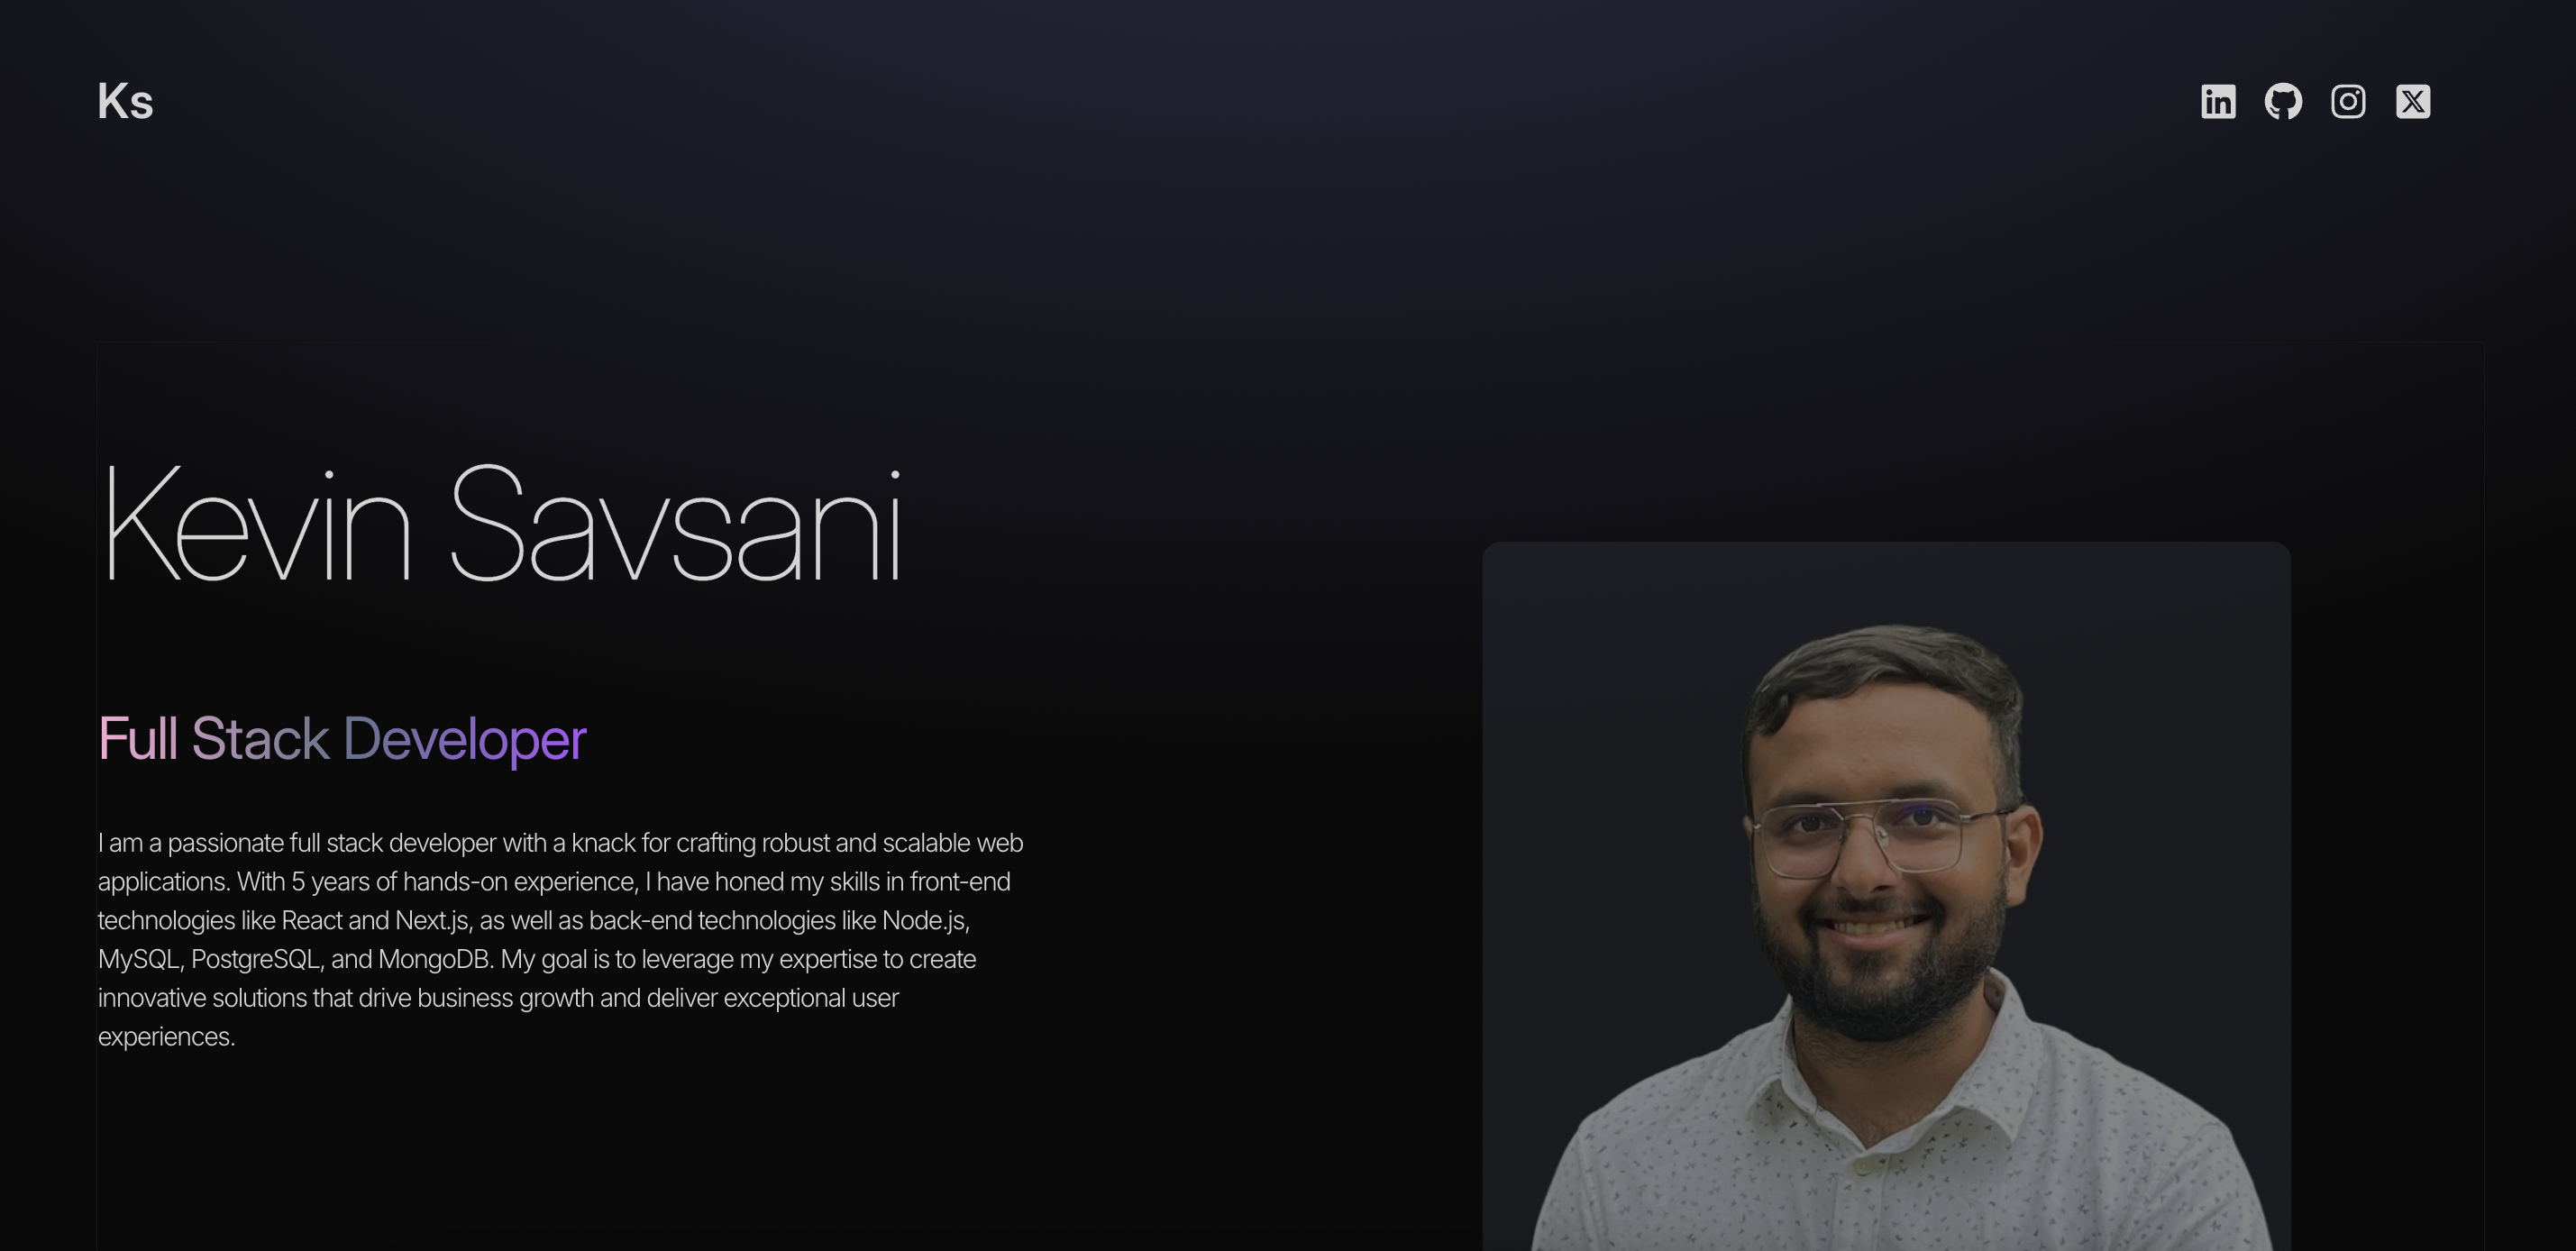 Ks
Kevin Savsani
Full Stack Developer
I am a passionate full stack developer with a knack for crafting robust and scalable web
applications. With 5 years of hands-on experience, I have honed my skills in front-end
technologies like React and Next.js, as well as back-end technologies like Node.js,
MySQL, PostgreSQL, and MongoDB. My goal is to leverage my expertise to create
innovative solutions that drive business growth and deliver exceptional user
experiences.